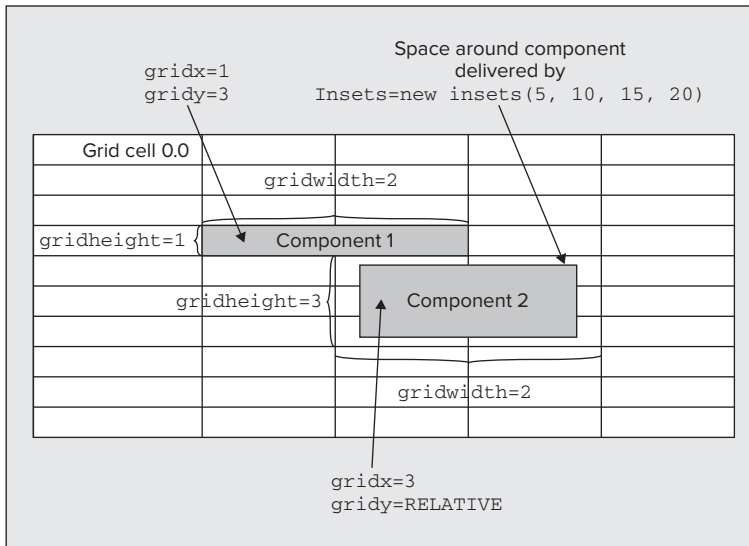 gridx=1
gridy=3
Space around component
delivered by
Insets=new insets(5, 10, 15, 20)
Grid cell 0.0
gridwidth=2
gridheight=1
Component 1
gridheight=3
Component 2
gridwidth=2
gridx=3
gridy=RELATIVE